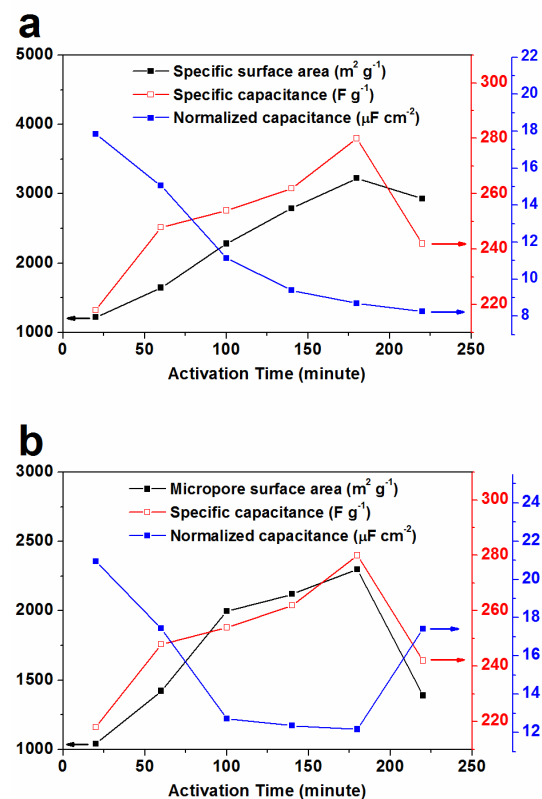 a
5000
4000
3000
2000
1000
Specific surface area (m² g⁻¹)
Specific capacitance (F g⁻¹)
Normalized capacitance (μF cm⁻²)
300
280
260
240
220
22
20
18
16
14
12
10
8
0 50 100 150 200 250
Activation Time (minute)
b
3000
2500
2000
1500
1000
Micropore surface area (m² g⁻¹)
Specific capacitance (F g⁻¹)
Normalized capacitance (μF cm⁻²)
300
280
260
240
220
24
22
20
18
16
14
12
0 50 100 150 200 250
Activation Time (minute)